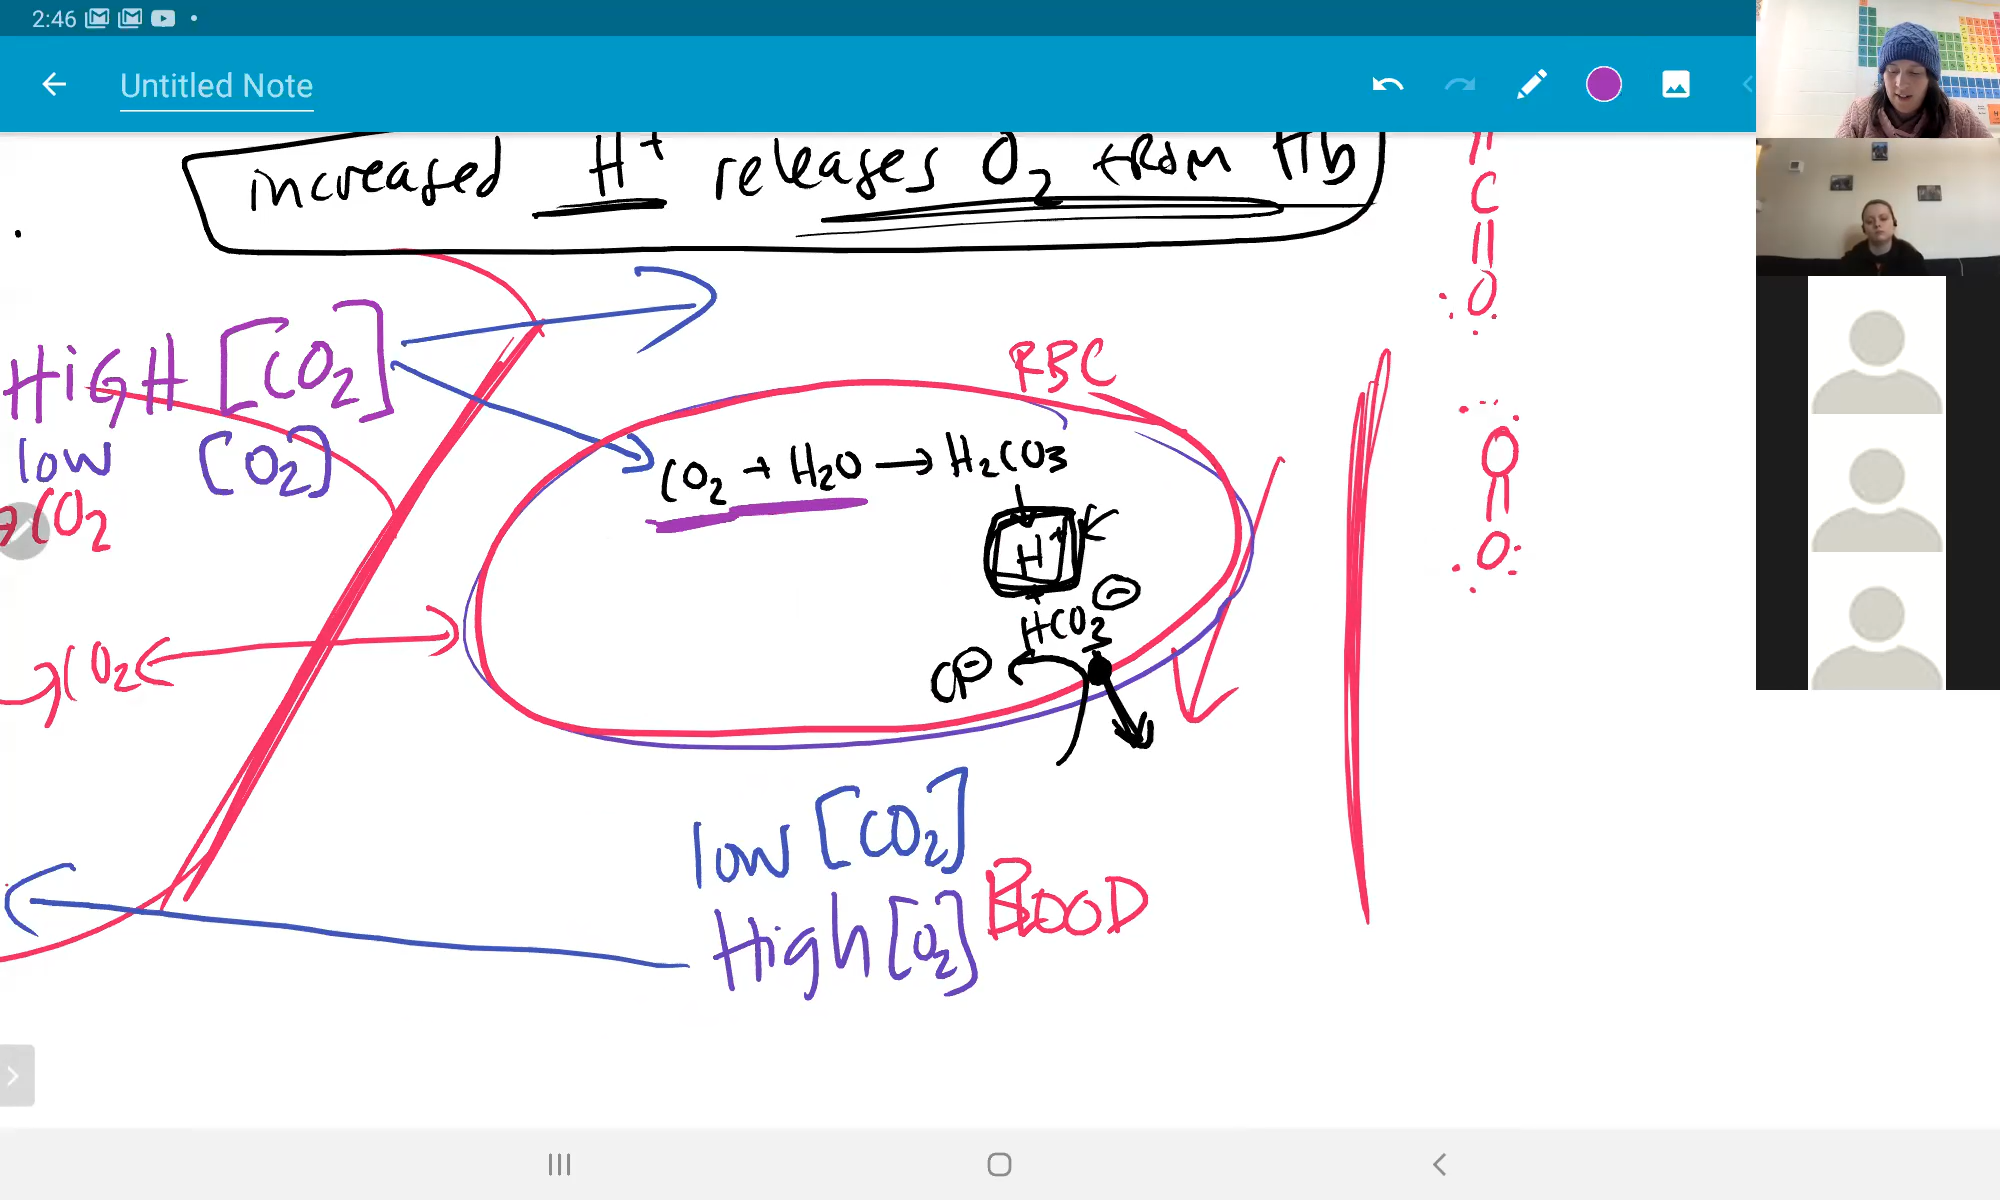 2:46
Untitled Note
increased H+ releases O2 from Hb
C
O
HiGH [CO2]
low [O2]
CO2
RBC
CO2 + H2O → H2CO3
H+
HCO3 -
Cl -
CO2
O
O
low [CO2]
High [O2] BLOOD